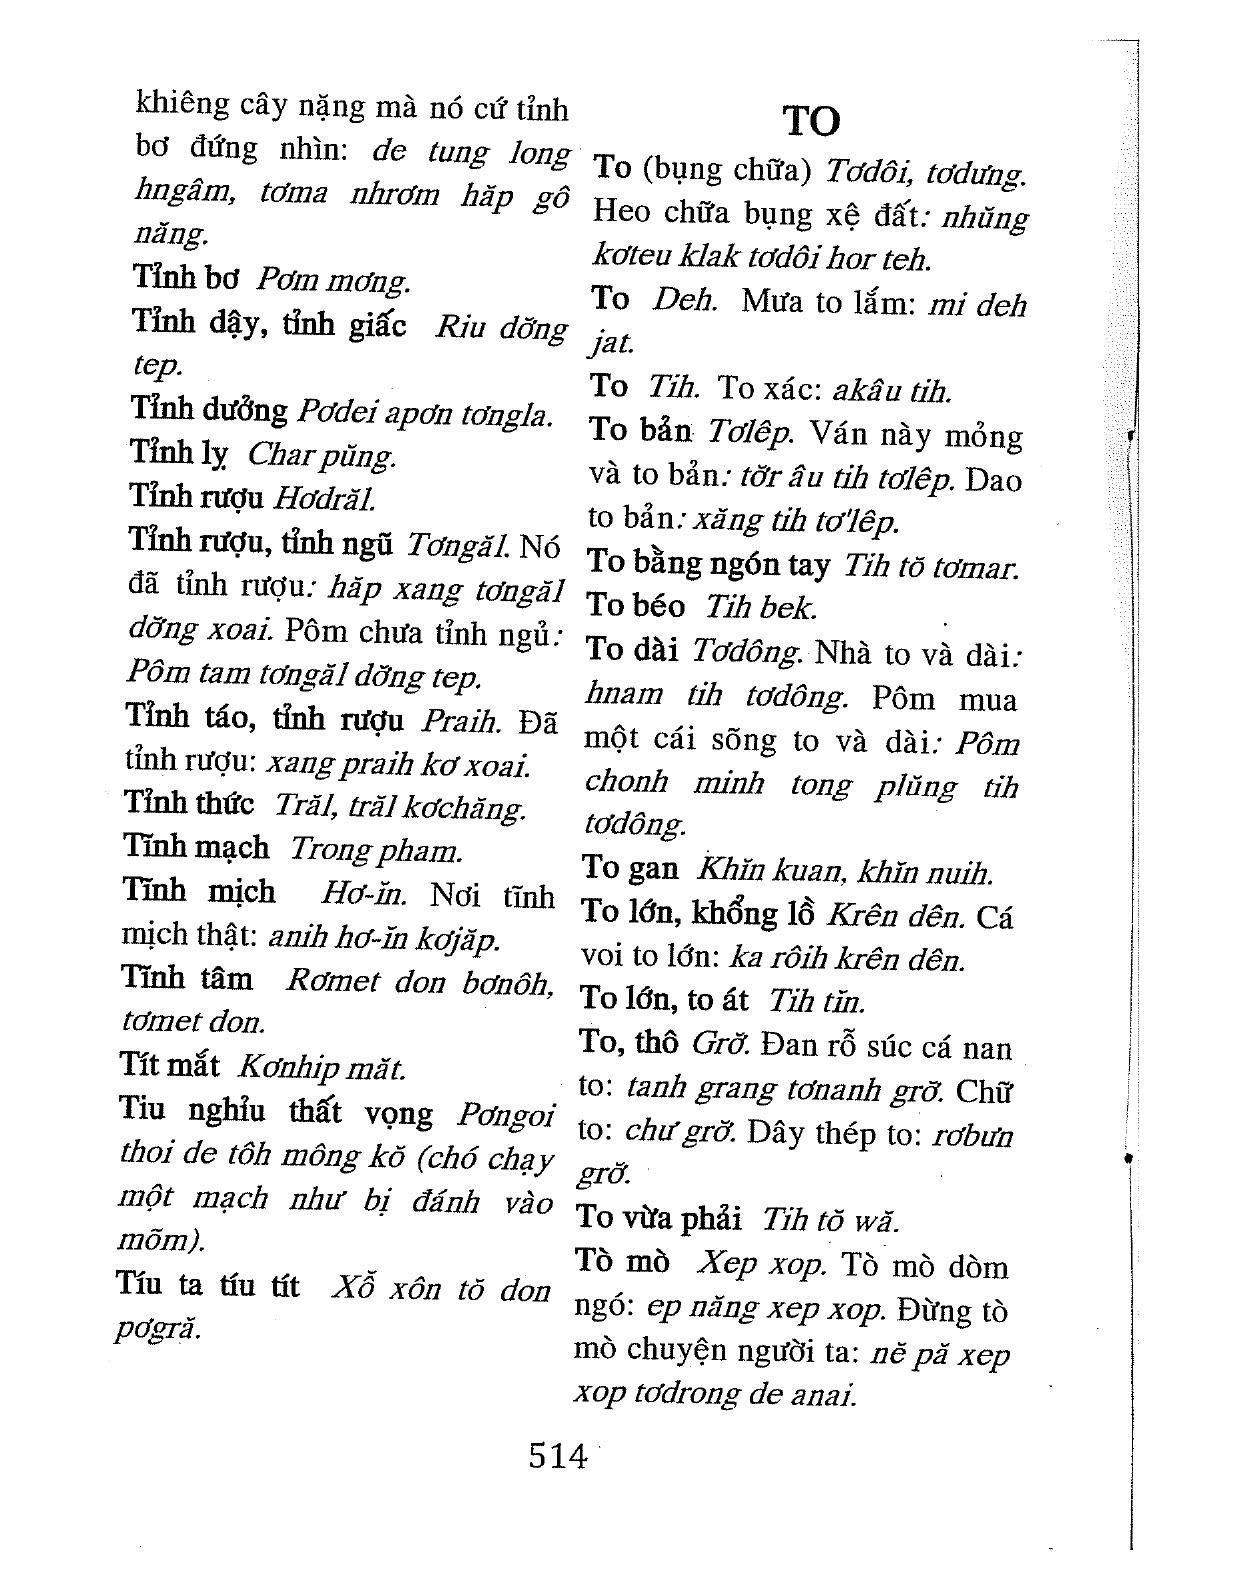 khiêng cây nặng mà nó cứ tỉnh
bơ đứng nhìn: de tung long
hngâm, tơma nhrơm hăp gô
năng.
Tỉnh bơ Pơm mơng.
Tỉnh dậy, tỉnh giấc Riu dơ̆ng
tep.
Tỉnh dưởng Pơdei apơn tơngla.
Tỉnh lỵ Char pŭng.
Tỉnh rượu Hơdrăl.
Tỉnh rượu, tỉnh ngũ Tơngăl. Nó
đã tỉnh rượu: hăp xang tơngăl
dơ̆ng xoai. Pôm chưa tỉnh ngủ:
Pôm tam tơngăl dơ̆ng tep.
Tỉnh táo, tỉnh rượu Praih. Đã
tỉnh rượu: xang praih kơ xoai.
Tỉnh thức Trăl, trăl kơchăng.
Tĩnh mạch Trong pham.
Tĩnh mịch Hơ-ĭn. Nơi tĩnh
mịch thật: anih hơ-ĭn kơjăp.
Tĩnh tâm Rơmet don bơnôh,
tơmet don.
Tít mắt Kơnhip măt.
Tiu nghỉu thất vọng Pơngoi
thoi de tôh mông kŏ (chó chạy
một mạch như bị đánh vào
mõm).
Tíu ta tíu tít Xô̆ xôn tŏ don
pơgră.
TO
To (bụng chữa) Tơdôi, tơdưng.
Heo chữa bụng xệ đất: nhŭng
kơteu klak tơdôi hor teh.
To Deh. Mưa to lắm: mi deh
jat.
To Tih. To xác: akâu tih.
To bản Tơlêp. Ván này mỏng
và to bản: tơ̆r âu tih tơlêp. Dao
to bản: xăng tih tơ'lêp.
To bằng ngón tay Tih tŏ tơmar.
To béo Tih bek.
To dài Tơdông. Nhà to và dài:
hnam tih tơdông. Pôm mua
một cái sõng to và dài: Pôm
chonh minh tong plŭng tih
tơdông.
To gan Khĭn kuan, khĭn nuih.
To lớn, khổng lồ Krên dên. Cá
voi to lớn: ka rôih krên dên.
To lớn, to át Tih tĭn.
To, thô Grơ̆. Đan rỗ súc cá nan
to: tanh grang tơnanh grơ̆. Chữ
to: chư grơ̆. Dây thép to: rơbưn
grơ̆.
To vừa phải Tih tŏ wă.
Tò mò Xep xop. Tò mò dòm
ngó: ep năng xep xop. Đừng tò
mò chuyện người ta: nĕ pă xep
xop tơdrong de anai.
514